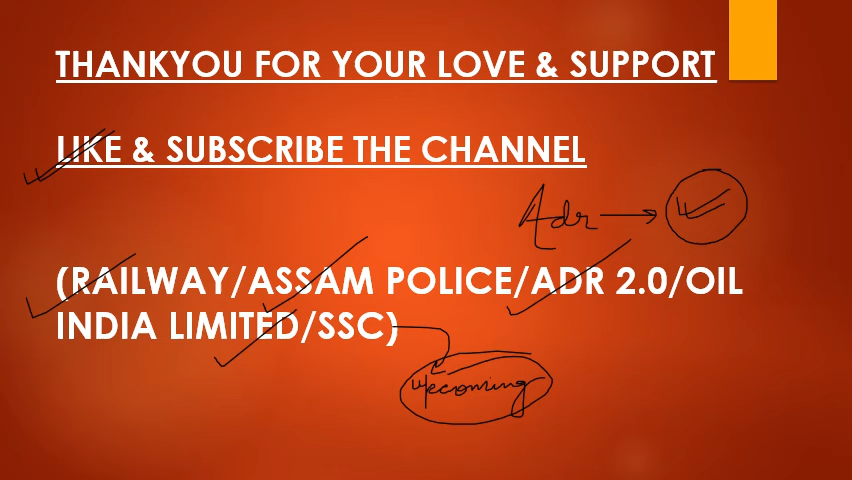 THANKYOU FOR YOUR LOVE & SUPPORT
LIKE & SUBSCRIBE THE CHANNEL
Adr
(RAILWAY/ASSAM POLICE/ADR 2.0/OIL
INDIA LIMITED/SSC)
Upcoming